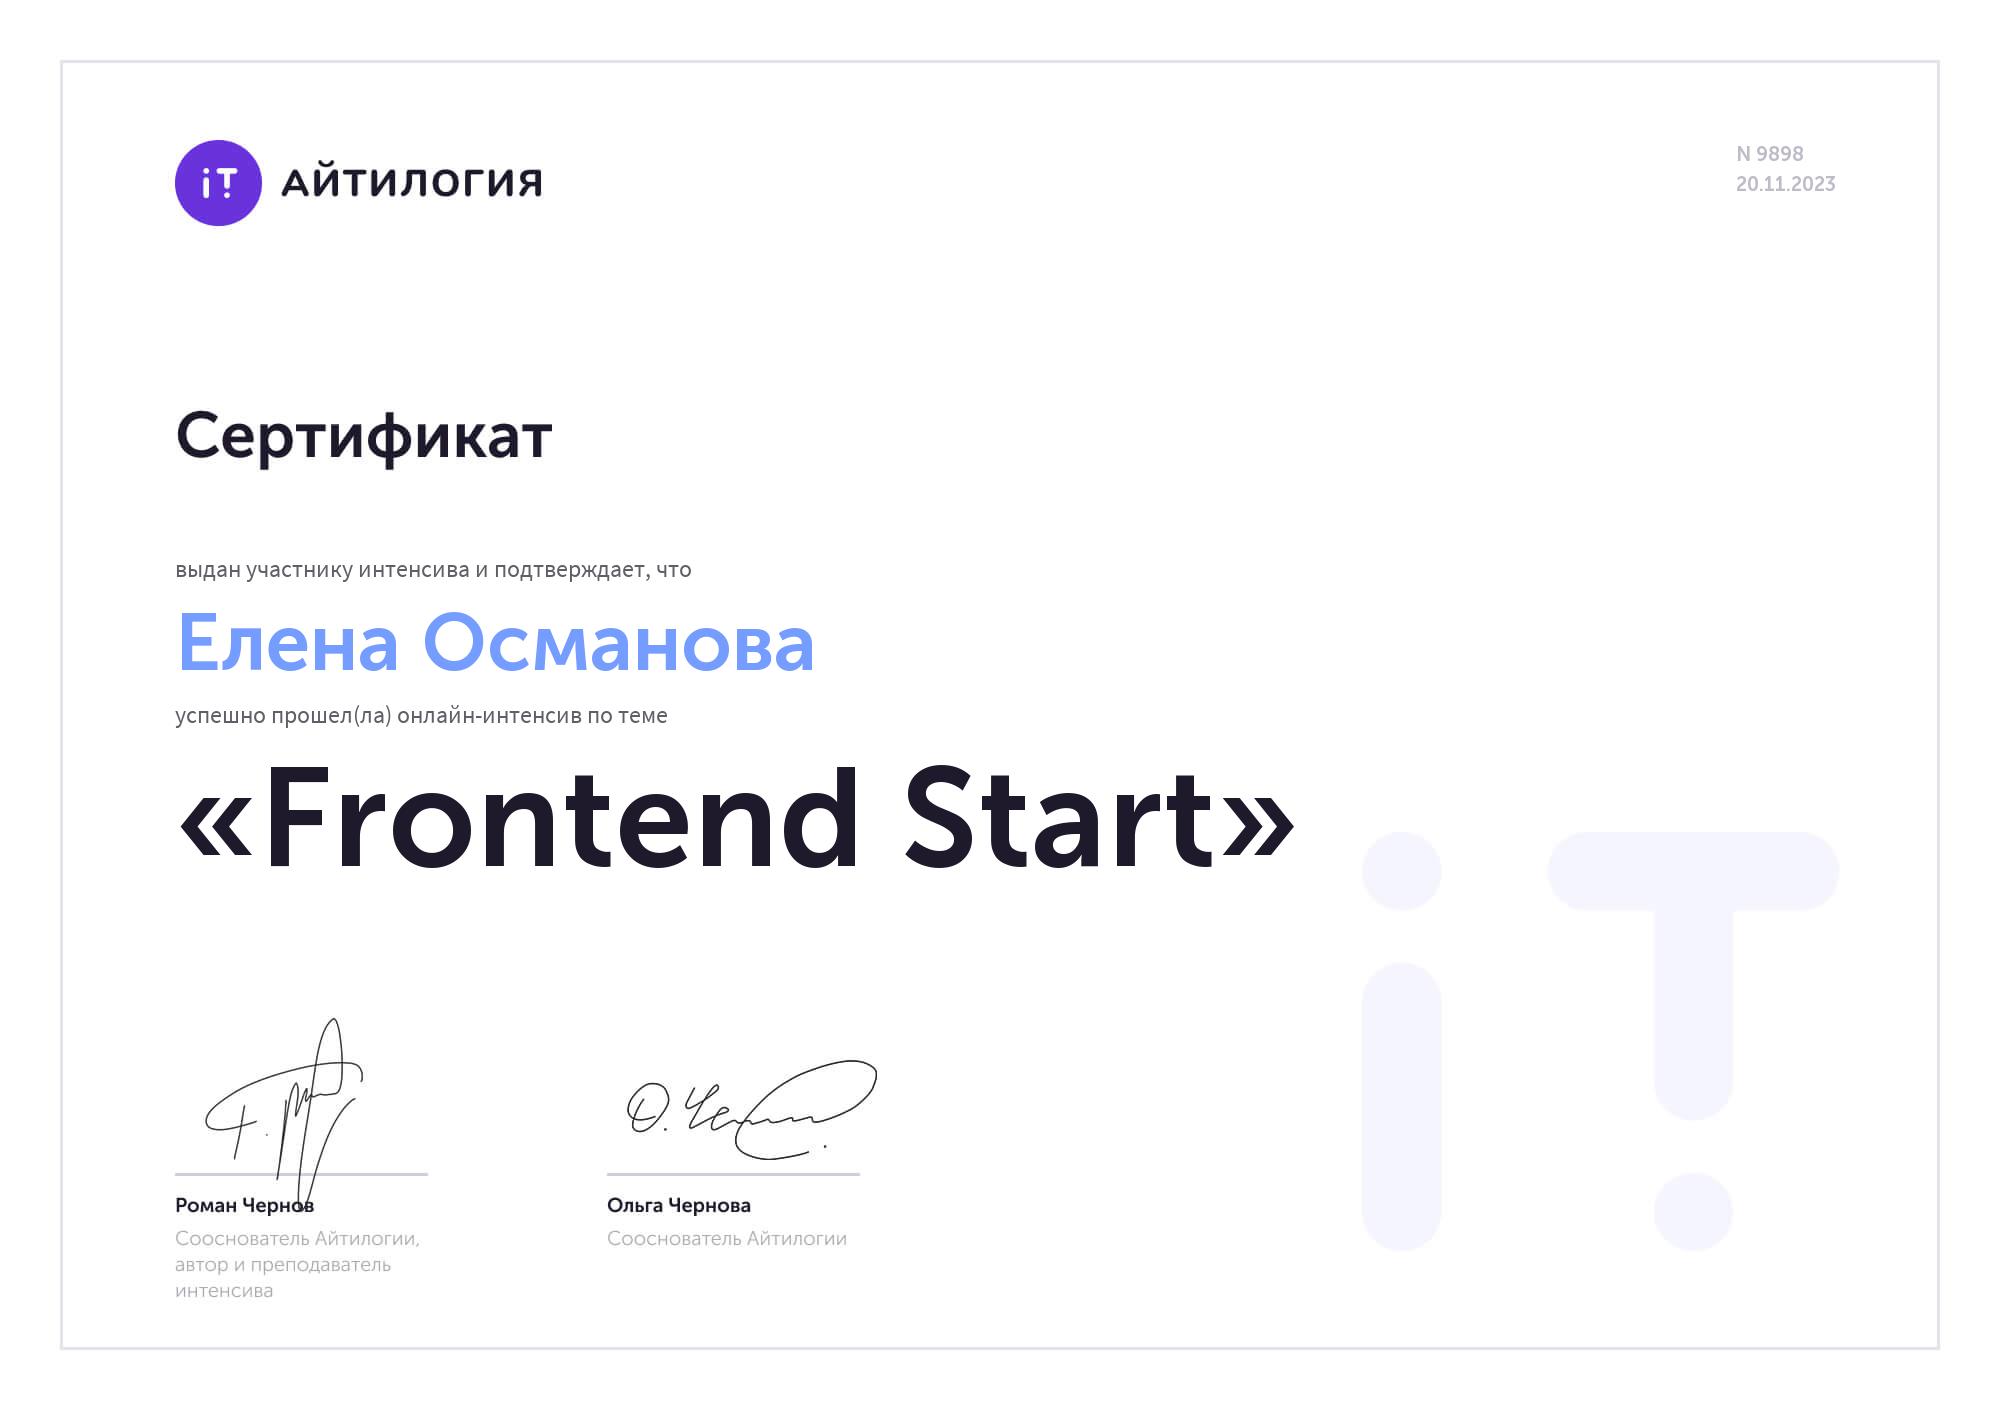 iT АЙТИЛОГИЯ
N 9898
20.11.2023
Сертификат
выдан участнику интенсива и подтверждает, что
Елена Османова
успешно прошел(ла) онлайн-интенсив по теме
«Frontend Start»
iT
Роман Чернов
Сооснователь Айтилогии,
автор и преподаватель
интенсива
Ольга Чернова
Сооснователь Айтилогии